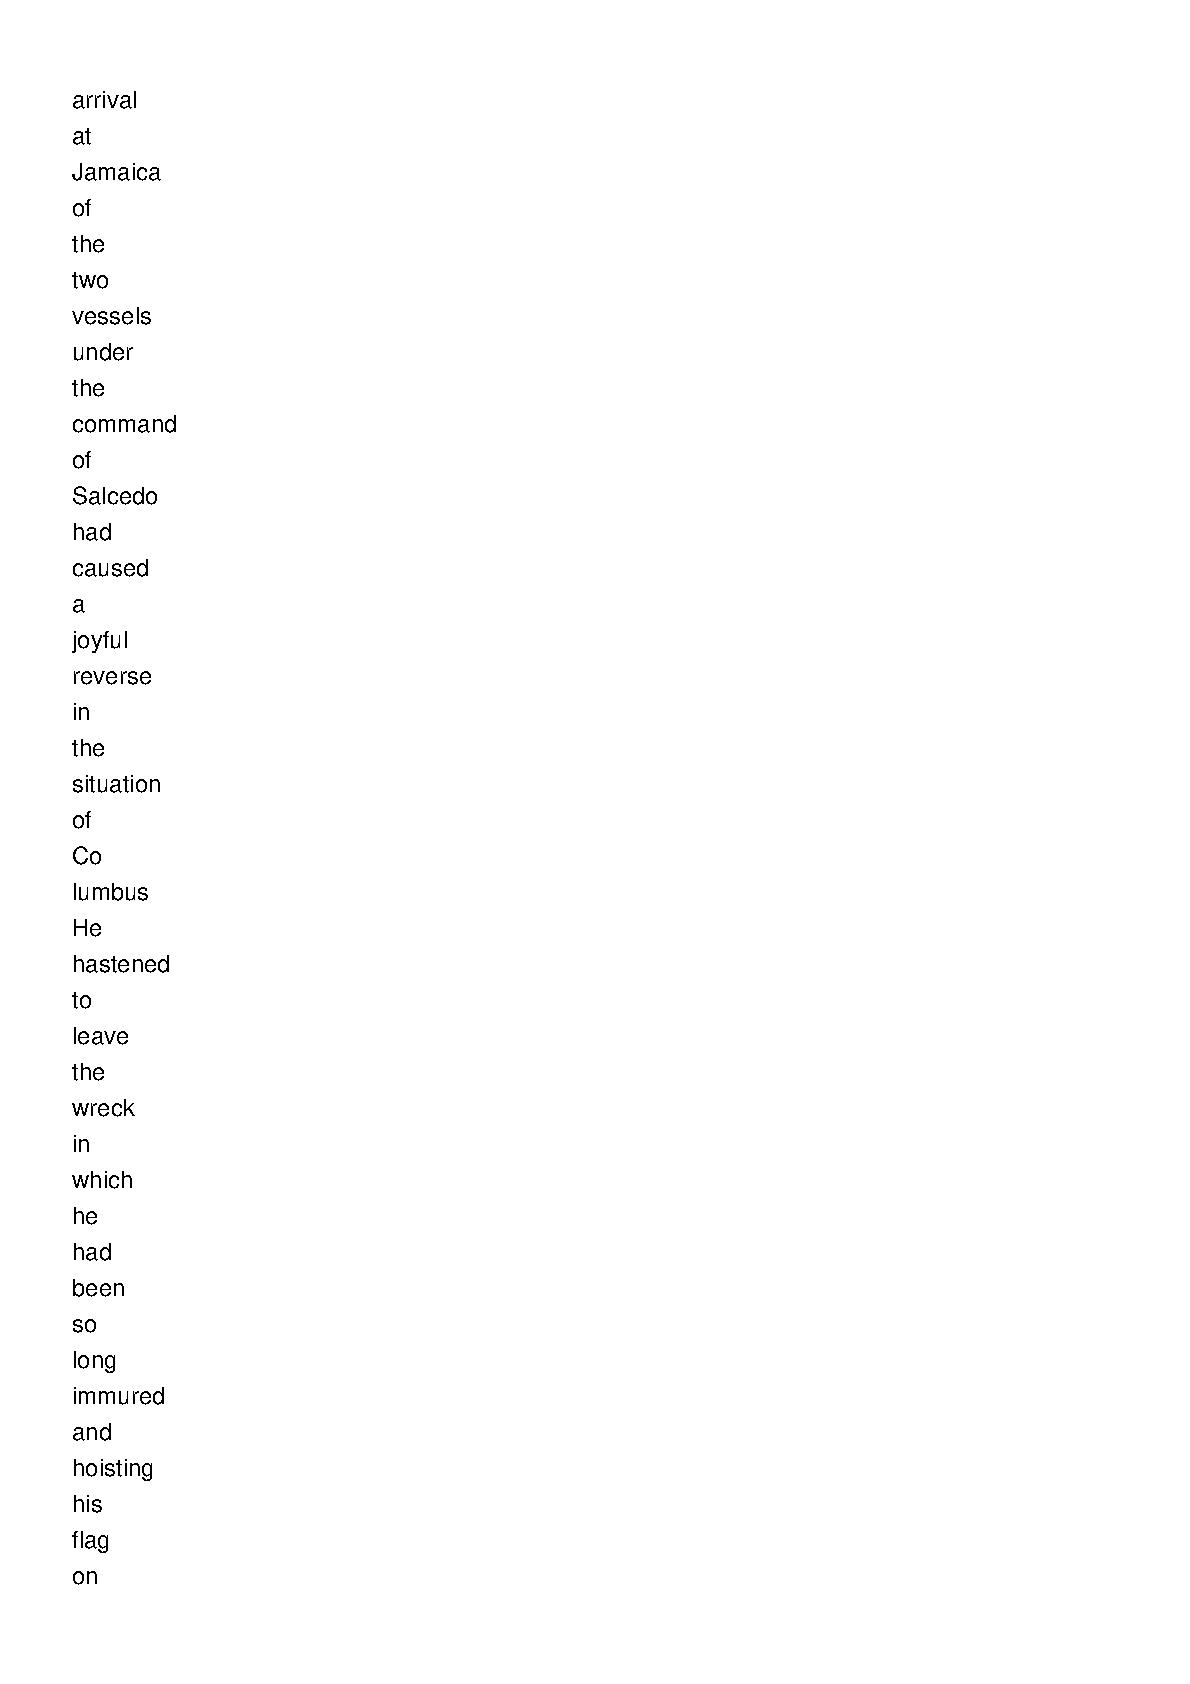 arrival
at
Jamaica
of
the
two
vessels
under
the
command
of
Salcedo
had
caused
a
joyful
reverse
in
the
situation
of
Co
lumbus
He
hastened
to
leave
the
wreck
in
which
he
had
been
so
long
immured
and
hoisting
his
flag
on